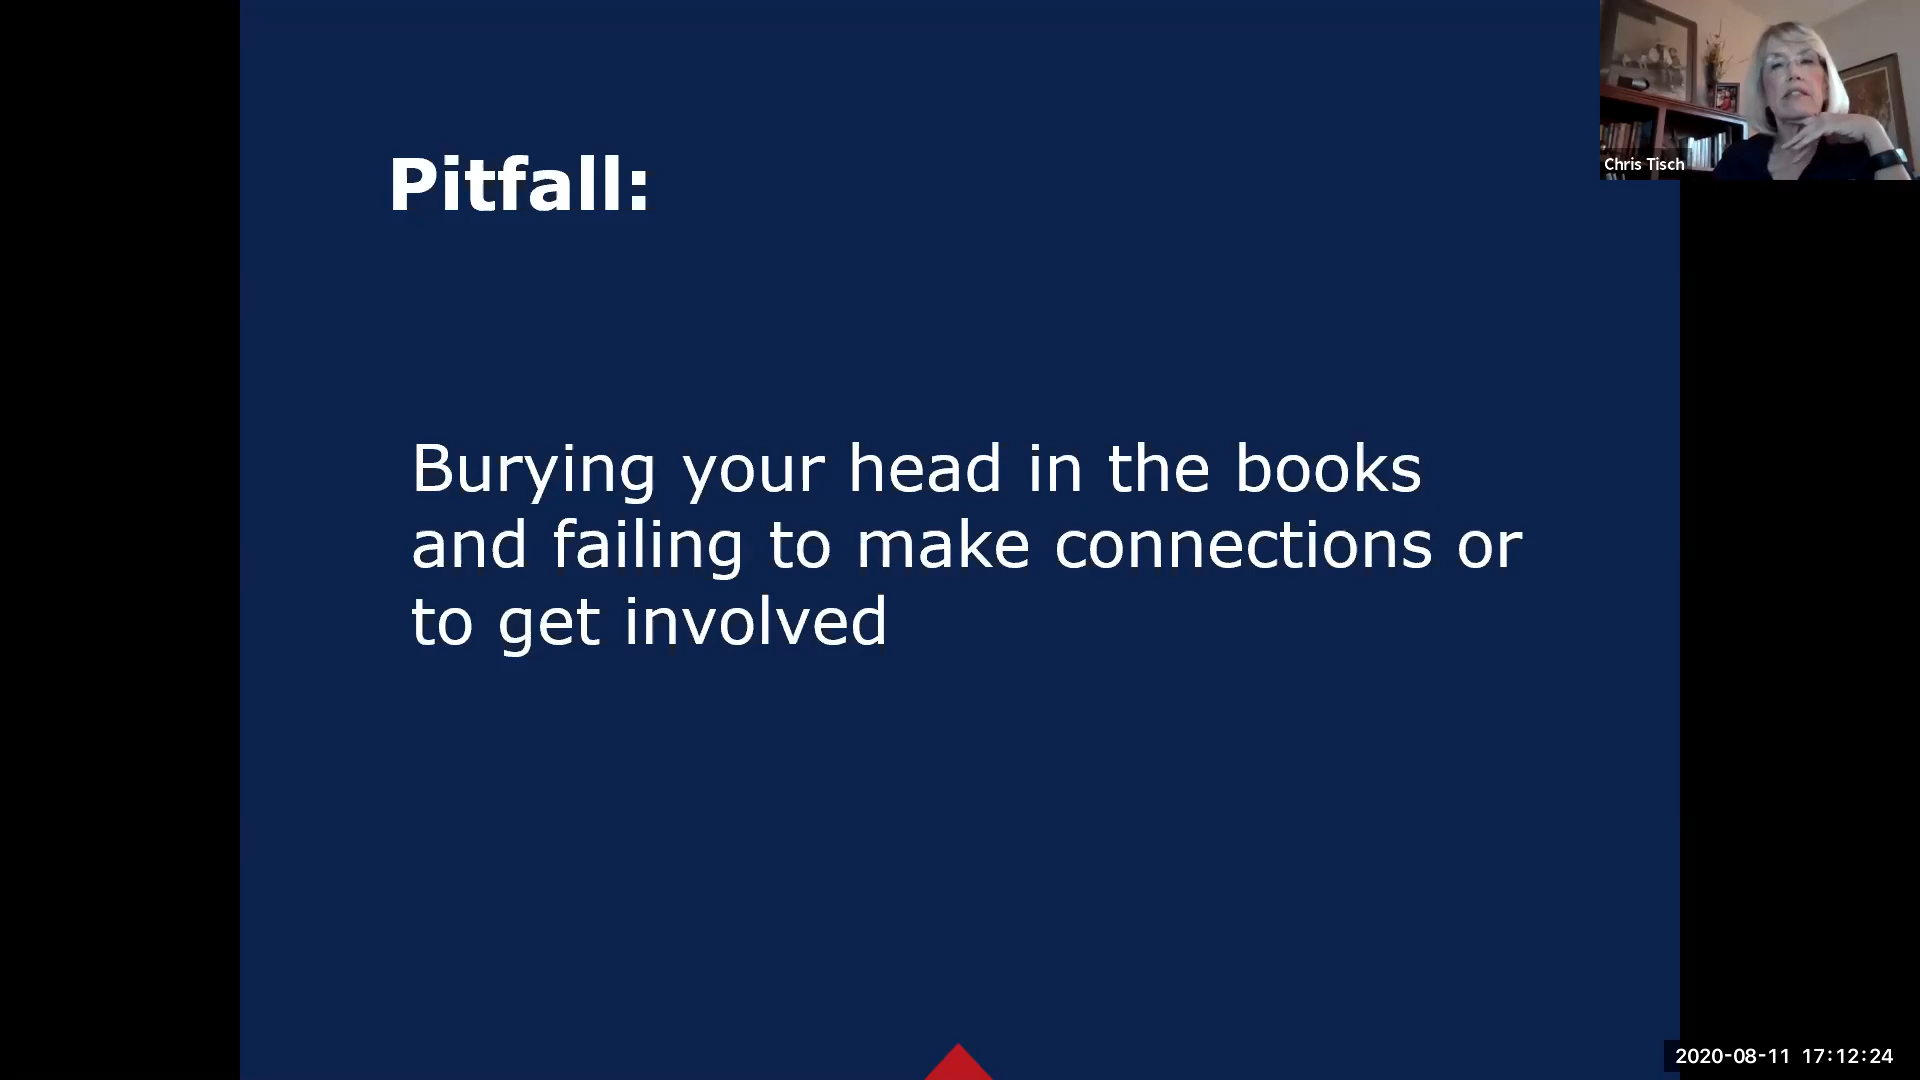 Pitfall:
Burying your head in the books
and failing to make connections or
to get involved
Chris Tisch
2020-08-11 17:12:24